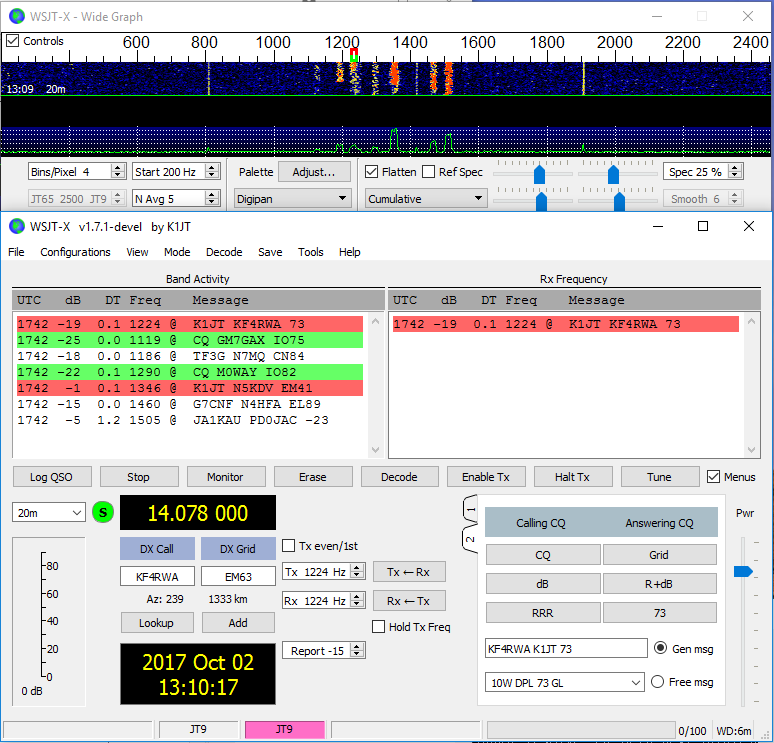 WSJT-X - Wide Graph
Controls 600 800 1000 1200 1400 1600 1800 2000 2200 2400
13:09 20m
Bins/Pixel 4 Start 200 Hz Palette Adjust... Flatten Ref Spec Spec 25 %
JT65 2500 JT9 N Avg 5 Digipan Cumulative Smooth 6
WSJT-X v1.7.1-devel by K1JT
File Configurations View Mode Decode Save Tools Help
Band Activity Rx Frequency
UTC dB DT Freq Message UTC dB DT Freq Message
1742 -19 0.1 1224 @ K1JT KF4RWA 73 1742 -19 0.1 1224 @ K1JT KF4RWA 73
1742 -25 0.0 1119 @ CQ GM7GAX IO75
1742 -18 0.0 1186 @ TF3G N7MQ CN84
1742 -22 0.1 1290 @ CQ M0WAY IO82
1742 -1 0.1 1346 @ K1JT N5KDV EM41
1742 -15 0.0 1460 @ G7CNF N4HFA EL89
1742 -5 1.2 1505 @ JA1KAU PD0JAC -23
Log QSO Stop Monitor Erase Decode Enable Tx Halt Tx Tune Menus
20m S 14.078 000 1 Calling CQ Answering CQ Pwr
DX Call DX Grid Tx even/1st 2 CQ Grid
80 KF4RWA EM63 Tx 1224 Hz Tx ← Rx dB R+dB
60 Az: 239 1333 km Rx 1224 Hz Rx ← Tx RRR 73
40 Lookup Add Hold Tx Freq
20 2017 Oct 02 Report -15 KF4RWA K1JT 73 Gen msg
0 13:10:17 10W DPL 73 GL Free msg
0 dB
JT9 JT9 0/100 WD:6m